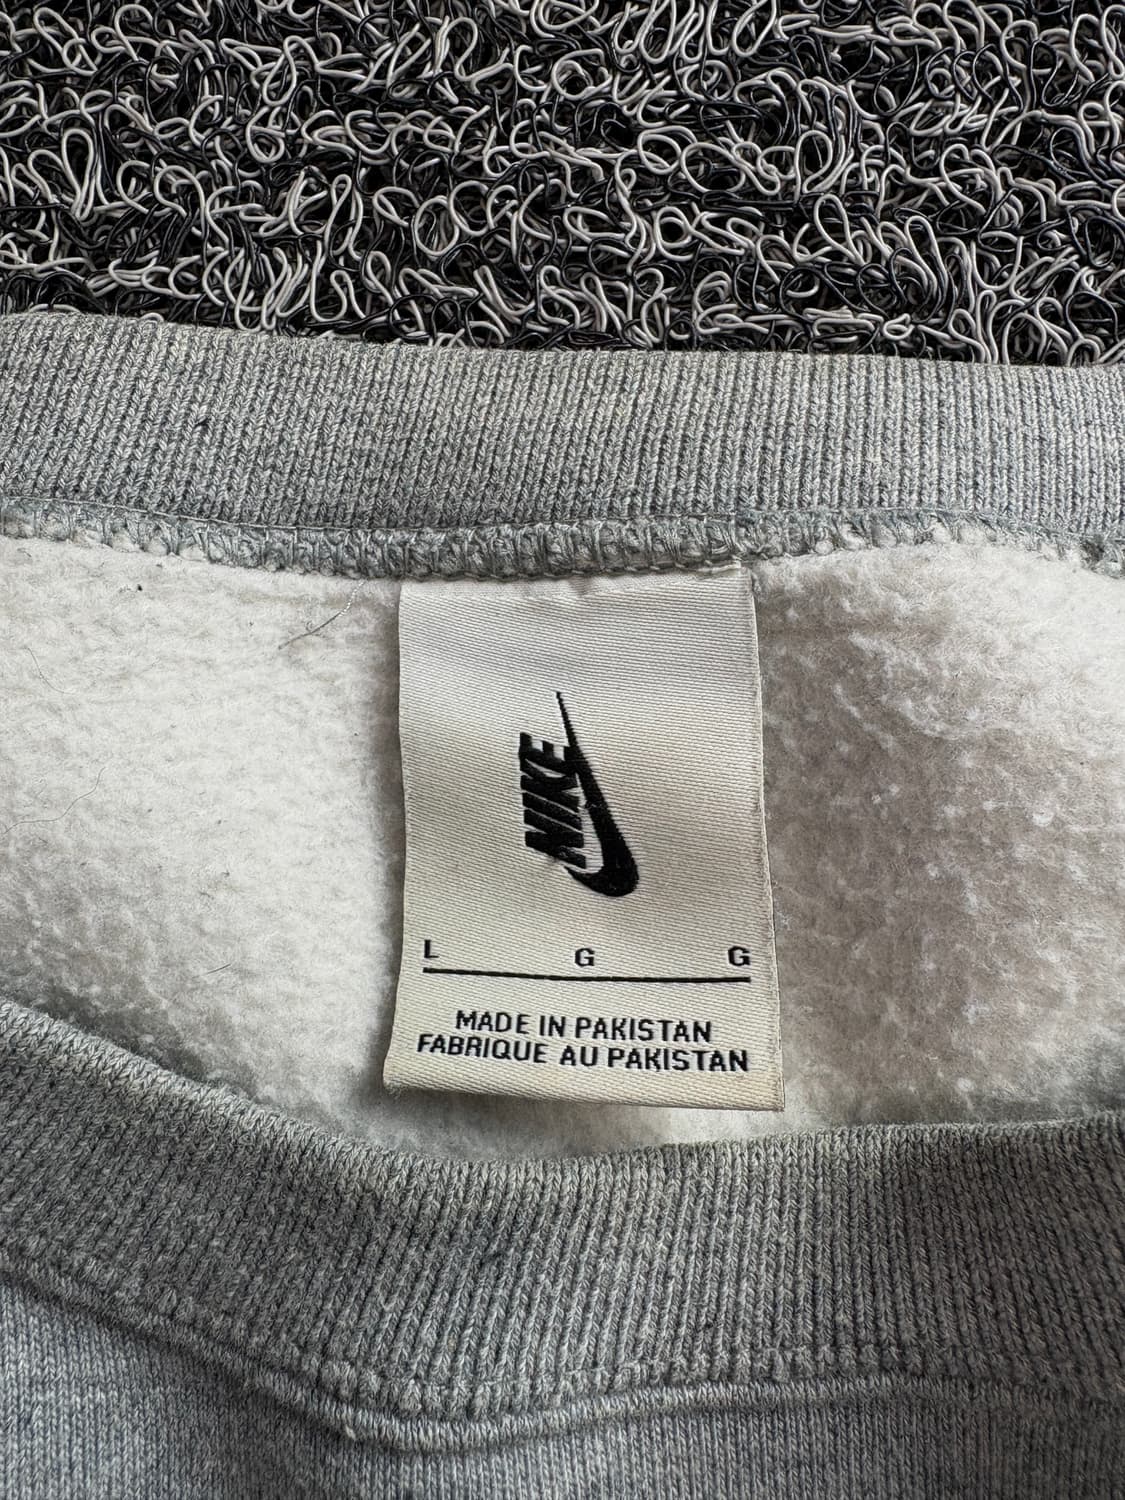 NIKE
L G G
MADE IN PAKISTAN
FABRIQUE AU PAKISTAN